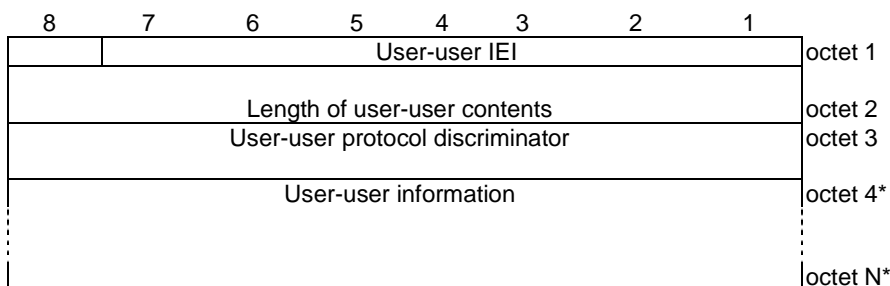 8 7 6 5 4 3 2 1
User-user IEI octet 1
Length of user-user contents octet 2
User-user protocol discriminator octet 3
User-user information octet 4*
octet N*